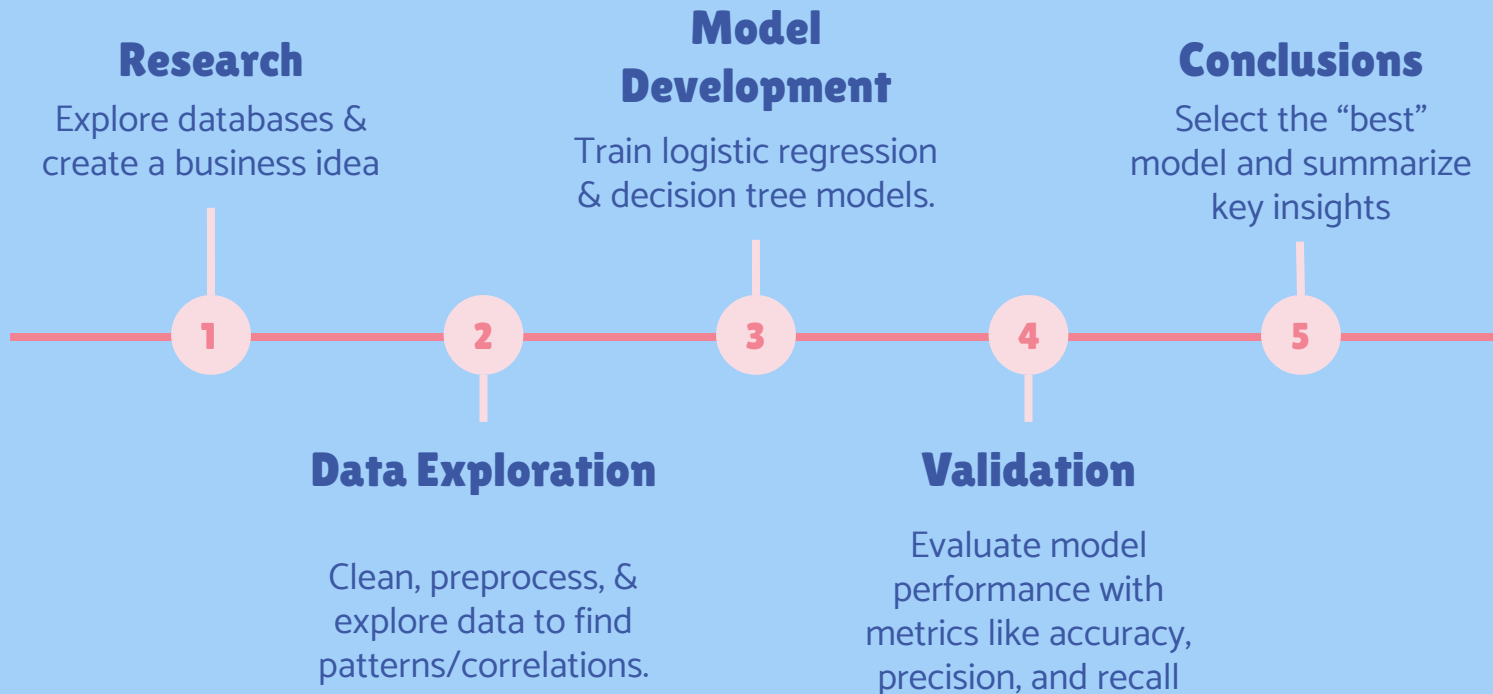 Research
Explore databases &
create a business idea
Model
Development
Train logistic regression
& decision tree models.
Conclusions
Select the “best”
model and summarize
key insights
1
2
3
4
5
Data Exploration
Clean, preprocess, &
explore data to find
patterns/correlations.
Validation
Evaluate model
performance with
metrics like accuracy,
precision, and recall